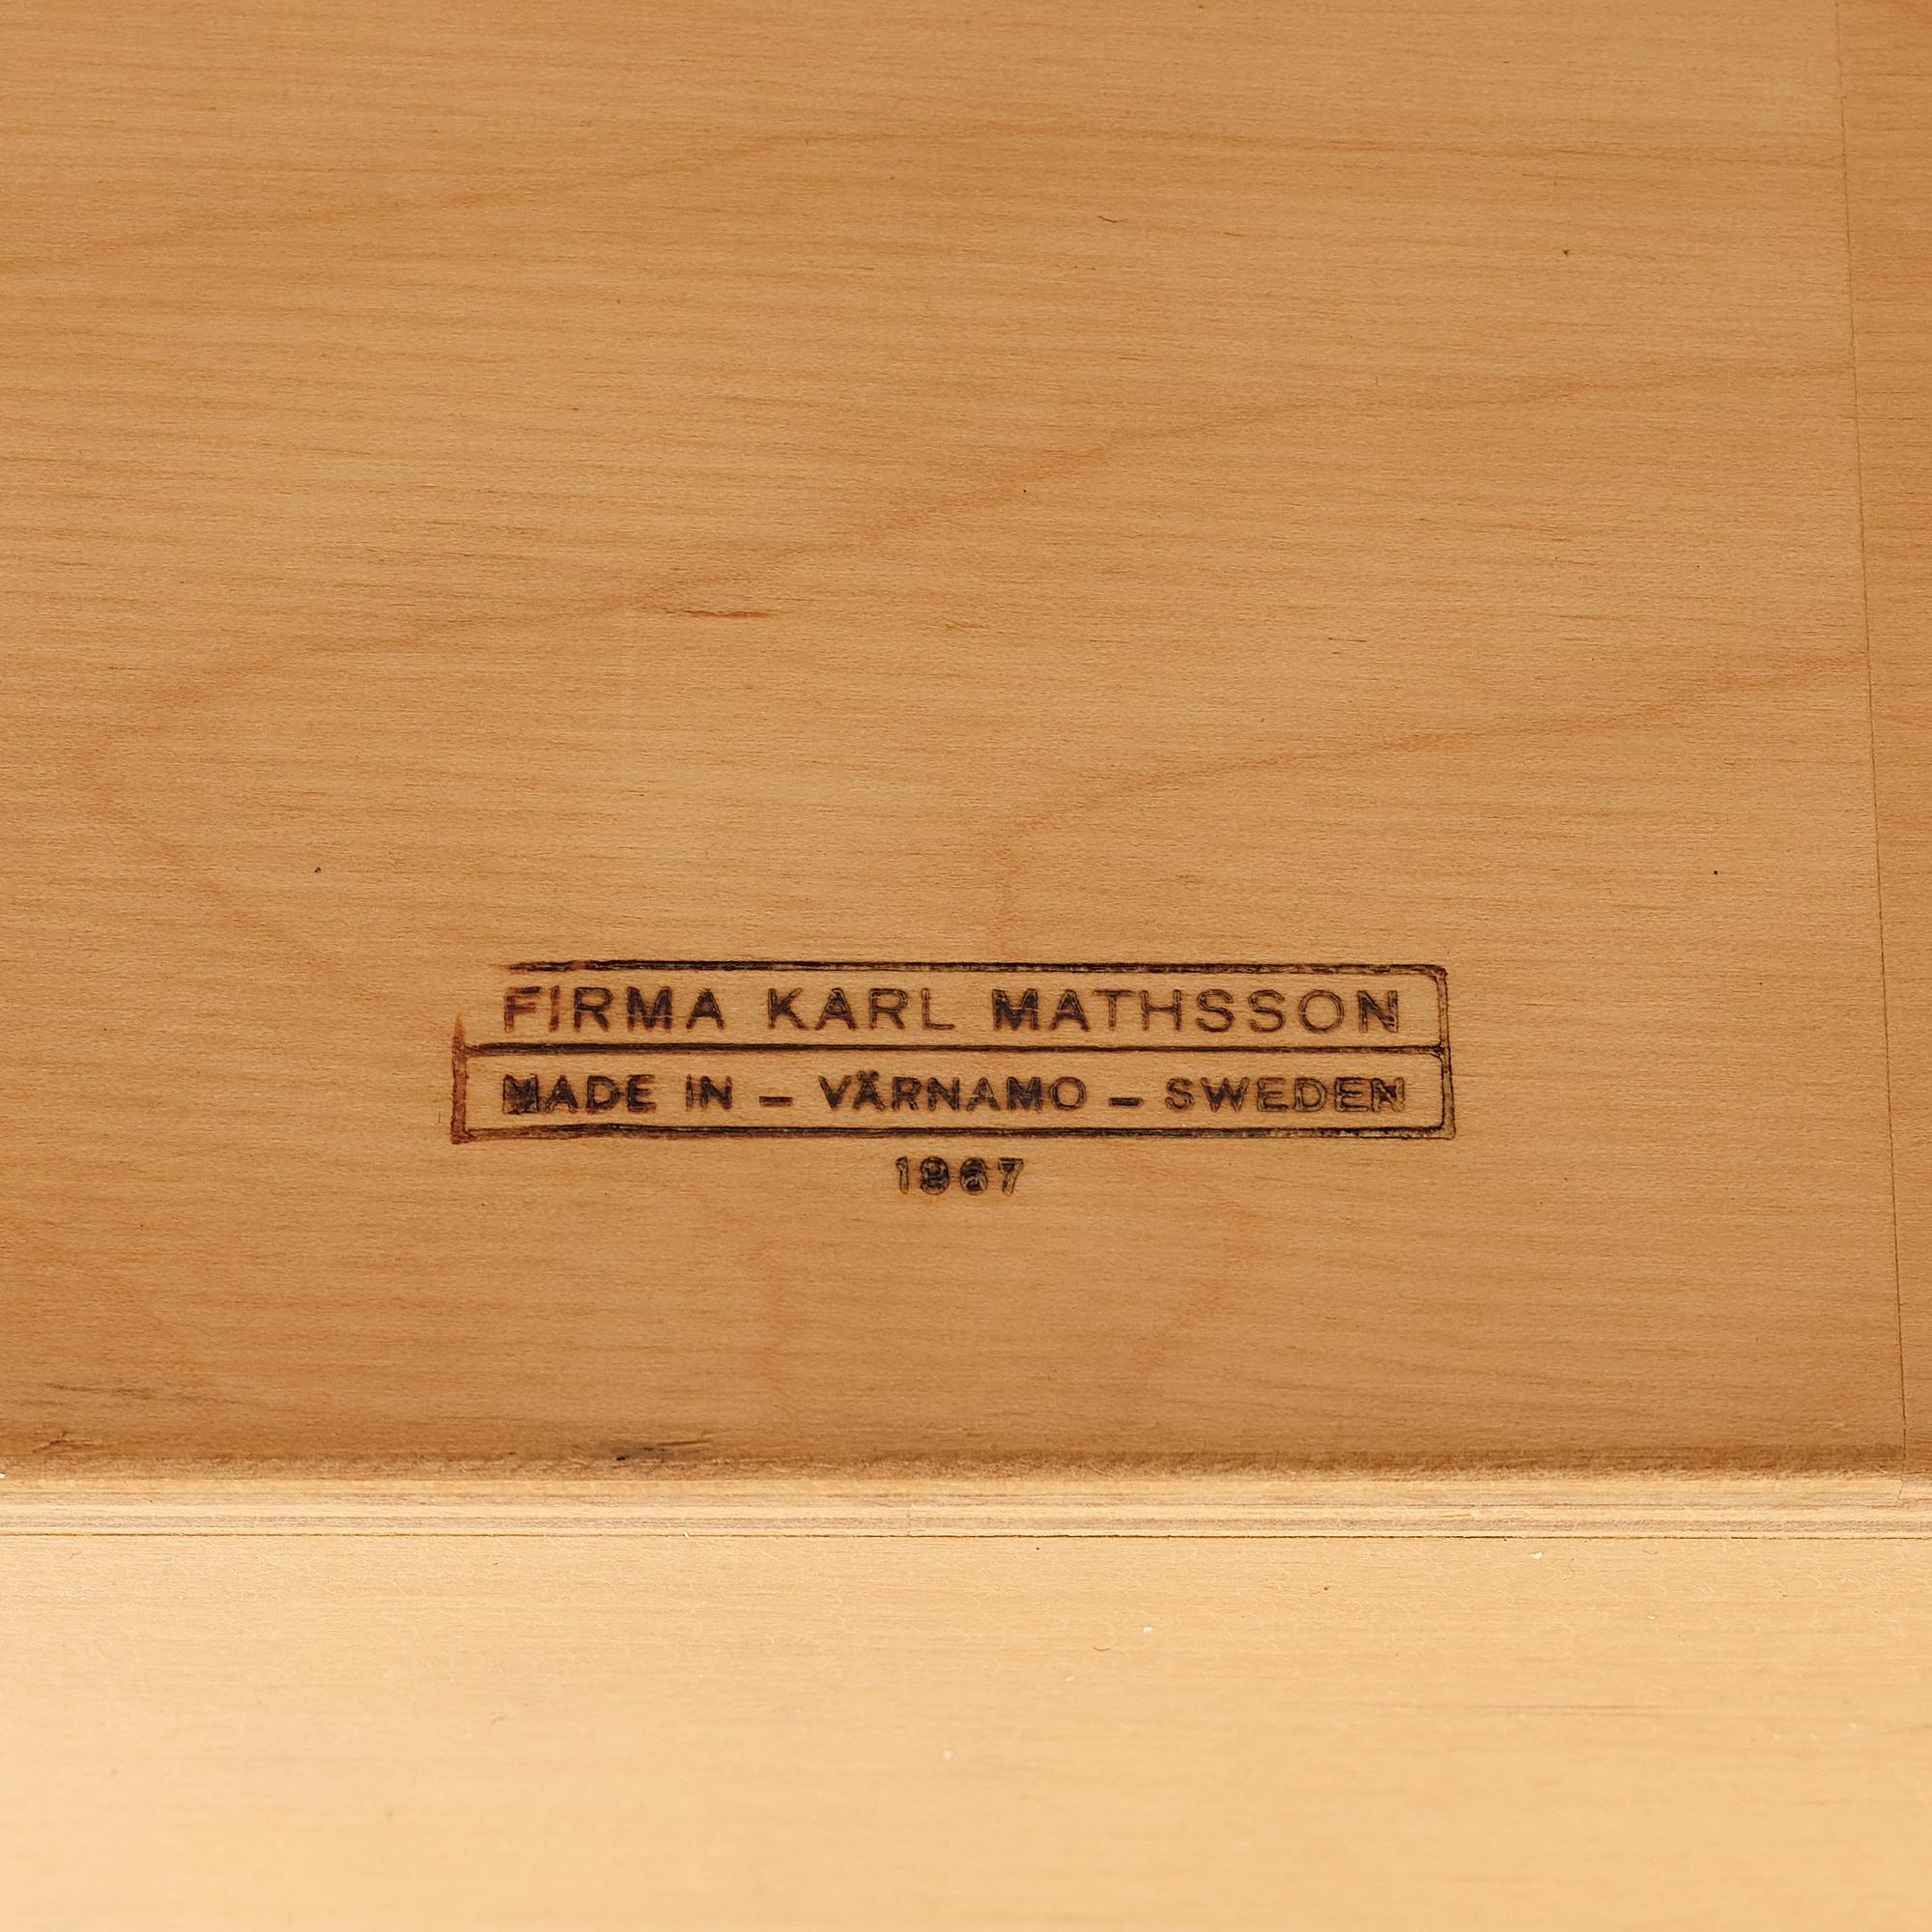 FIRMA KARL MATHSSON
MADE IN – VÄRNAMO – SWEDEN
1967